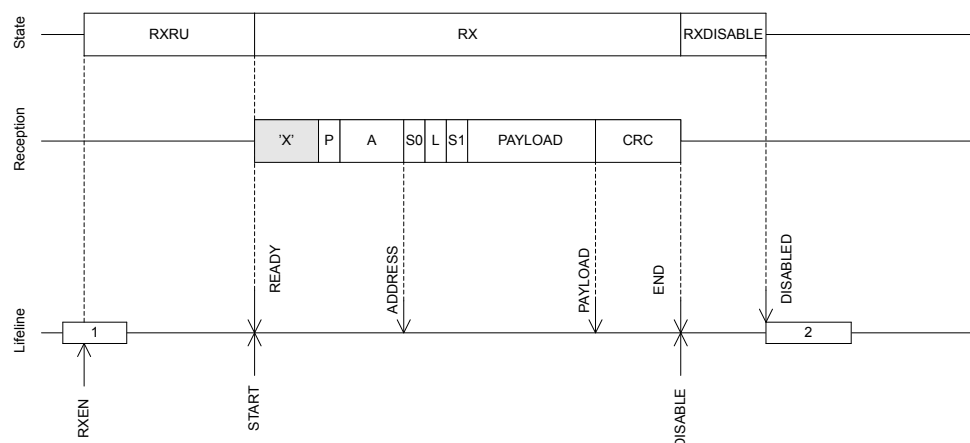 State
RXRU
RX
RXDISABLE
Reception
'X'
P
A
S0
L
S1
PAYLOAD
CRC
READY
ADDRESS
PAYLOAD
END
DISABLED
Lifeline
1
2
RXEN
START
DISABLE